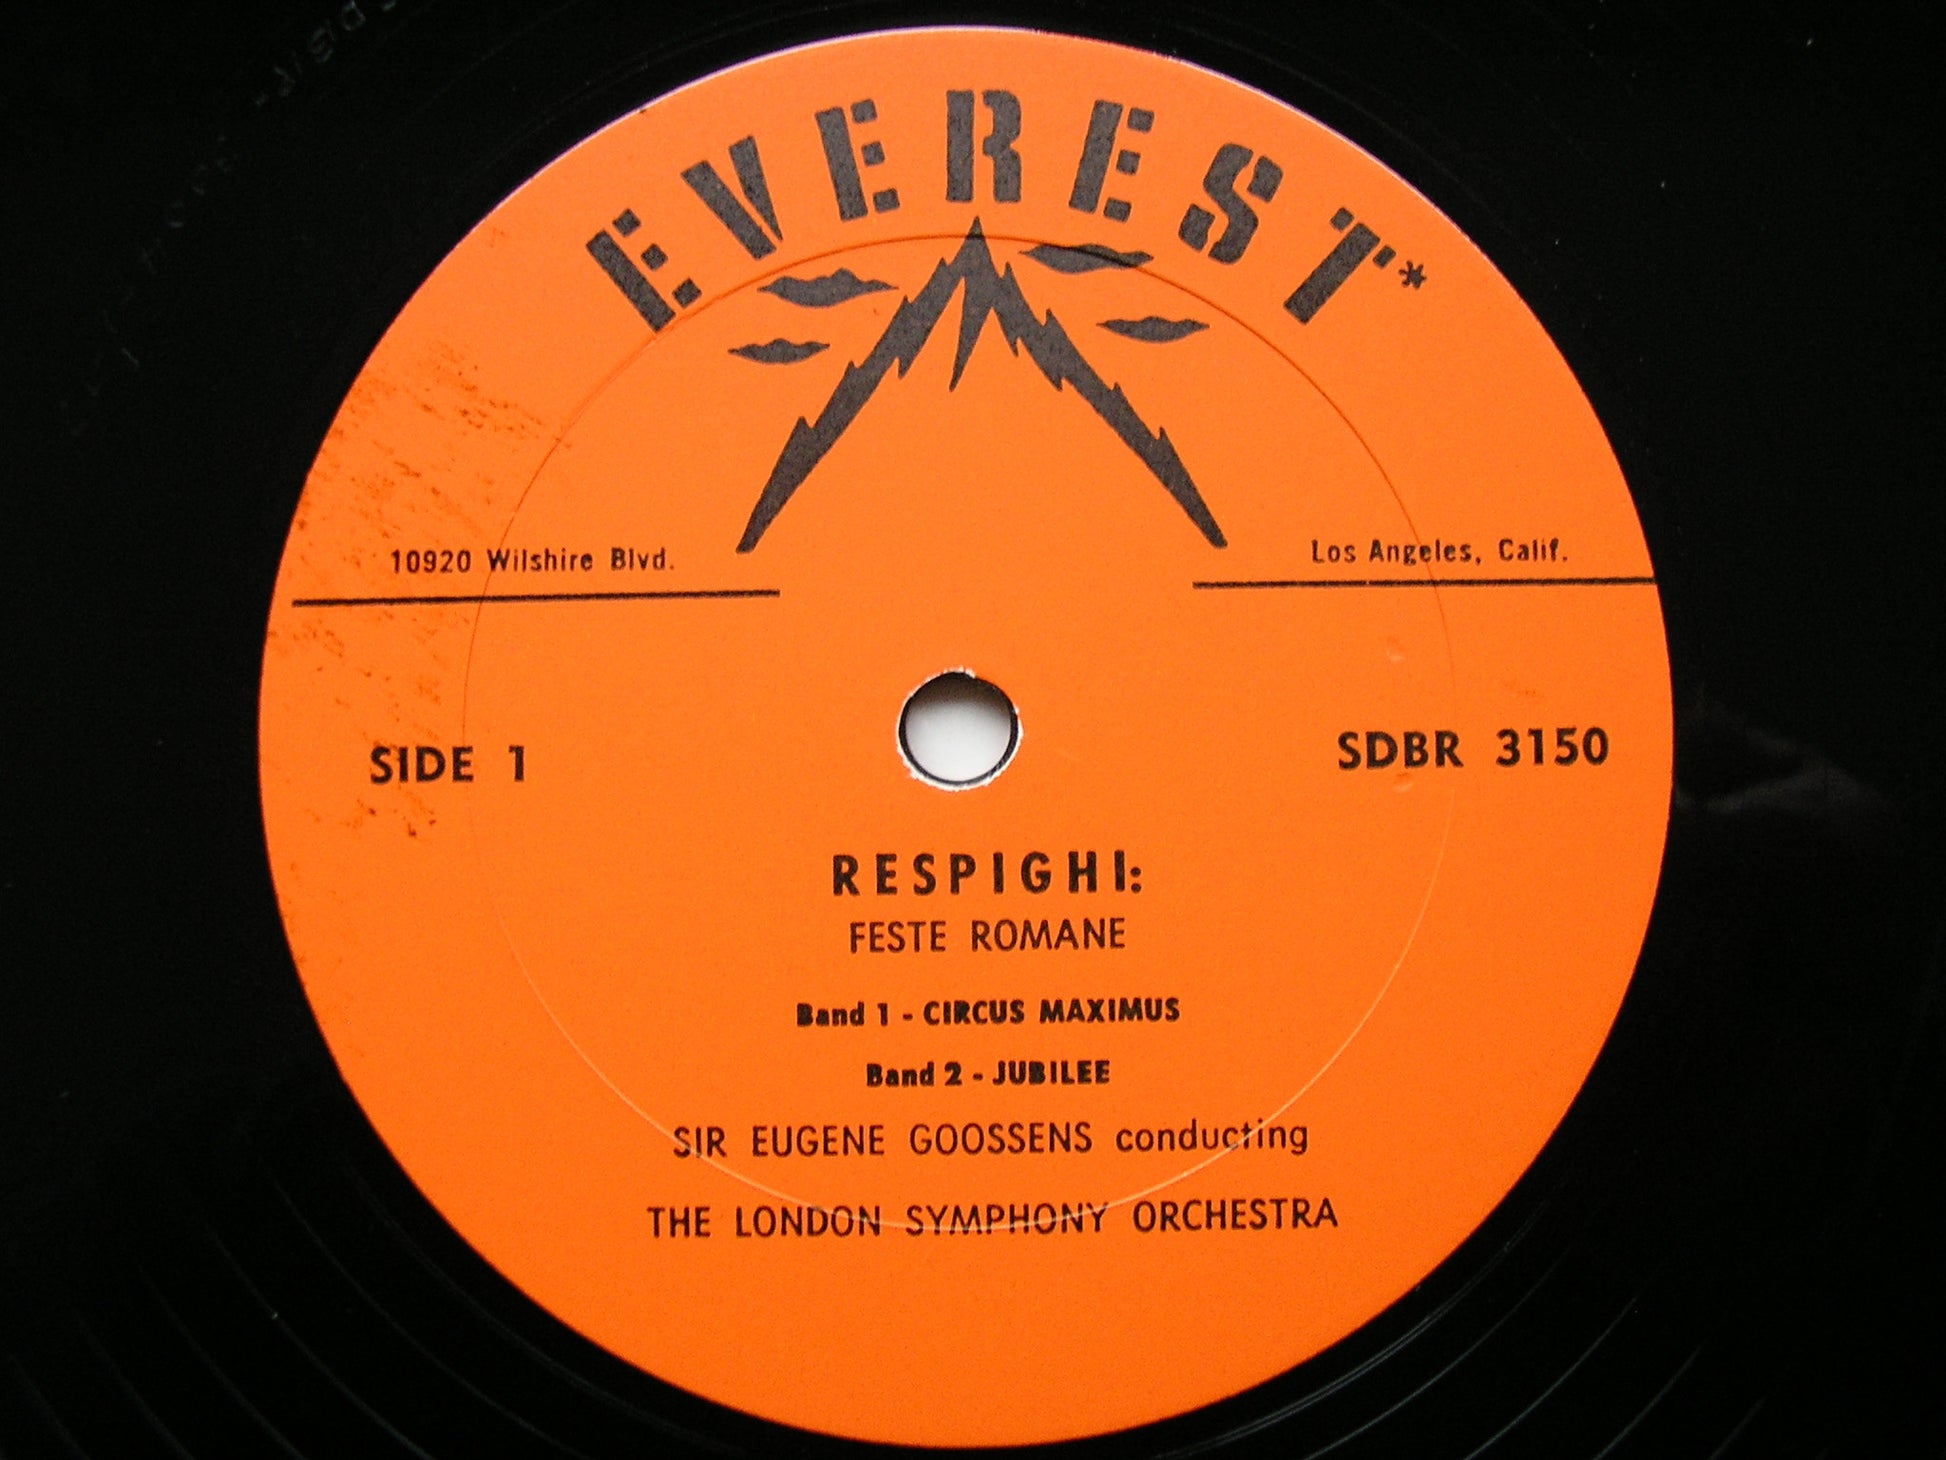 EVEREST*
10920 Wilshire Blvd.
Los Angeles, Calif.
SIDE 1
SDBR 3150
RESPIGHI:
FESTE ROMANE
Band 1 - CIRCUS MAXIMUS
Band 2 - JUBILEE
SIR EUGENE GOOSSENS conducting
THE LONDON SYMPHONY ORCHESTRA